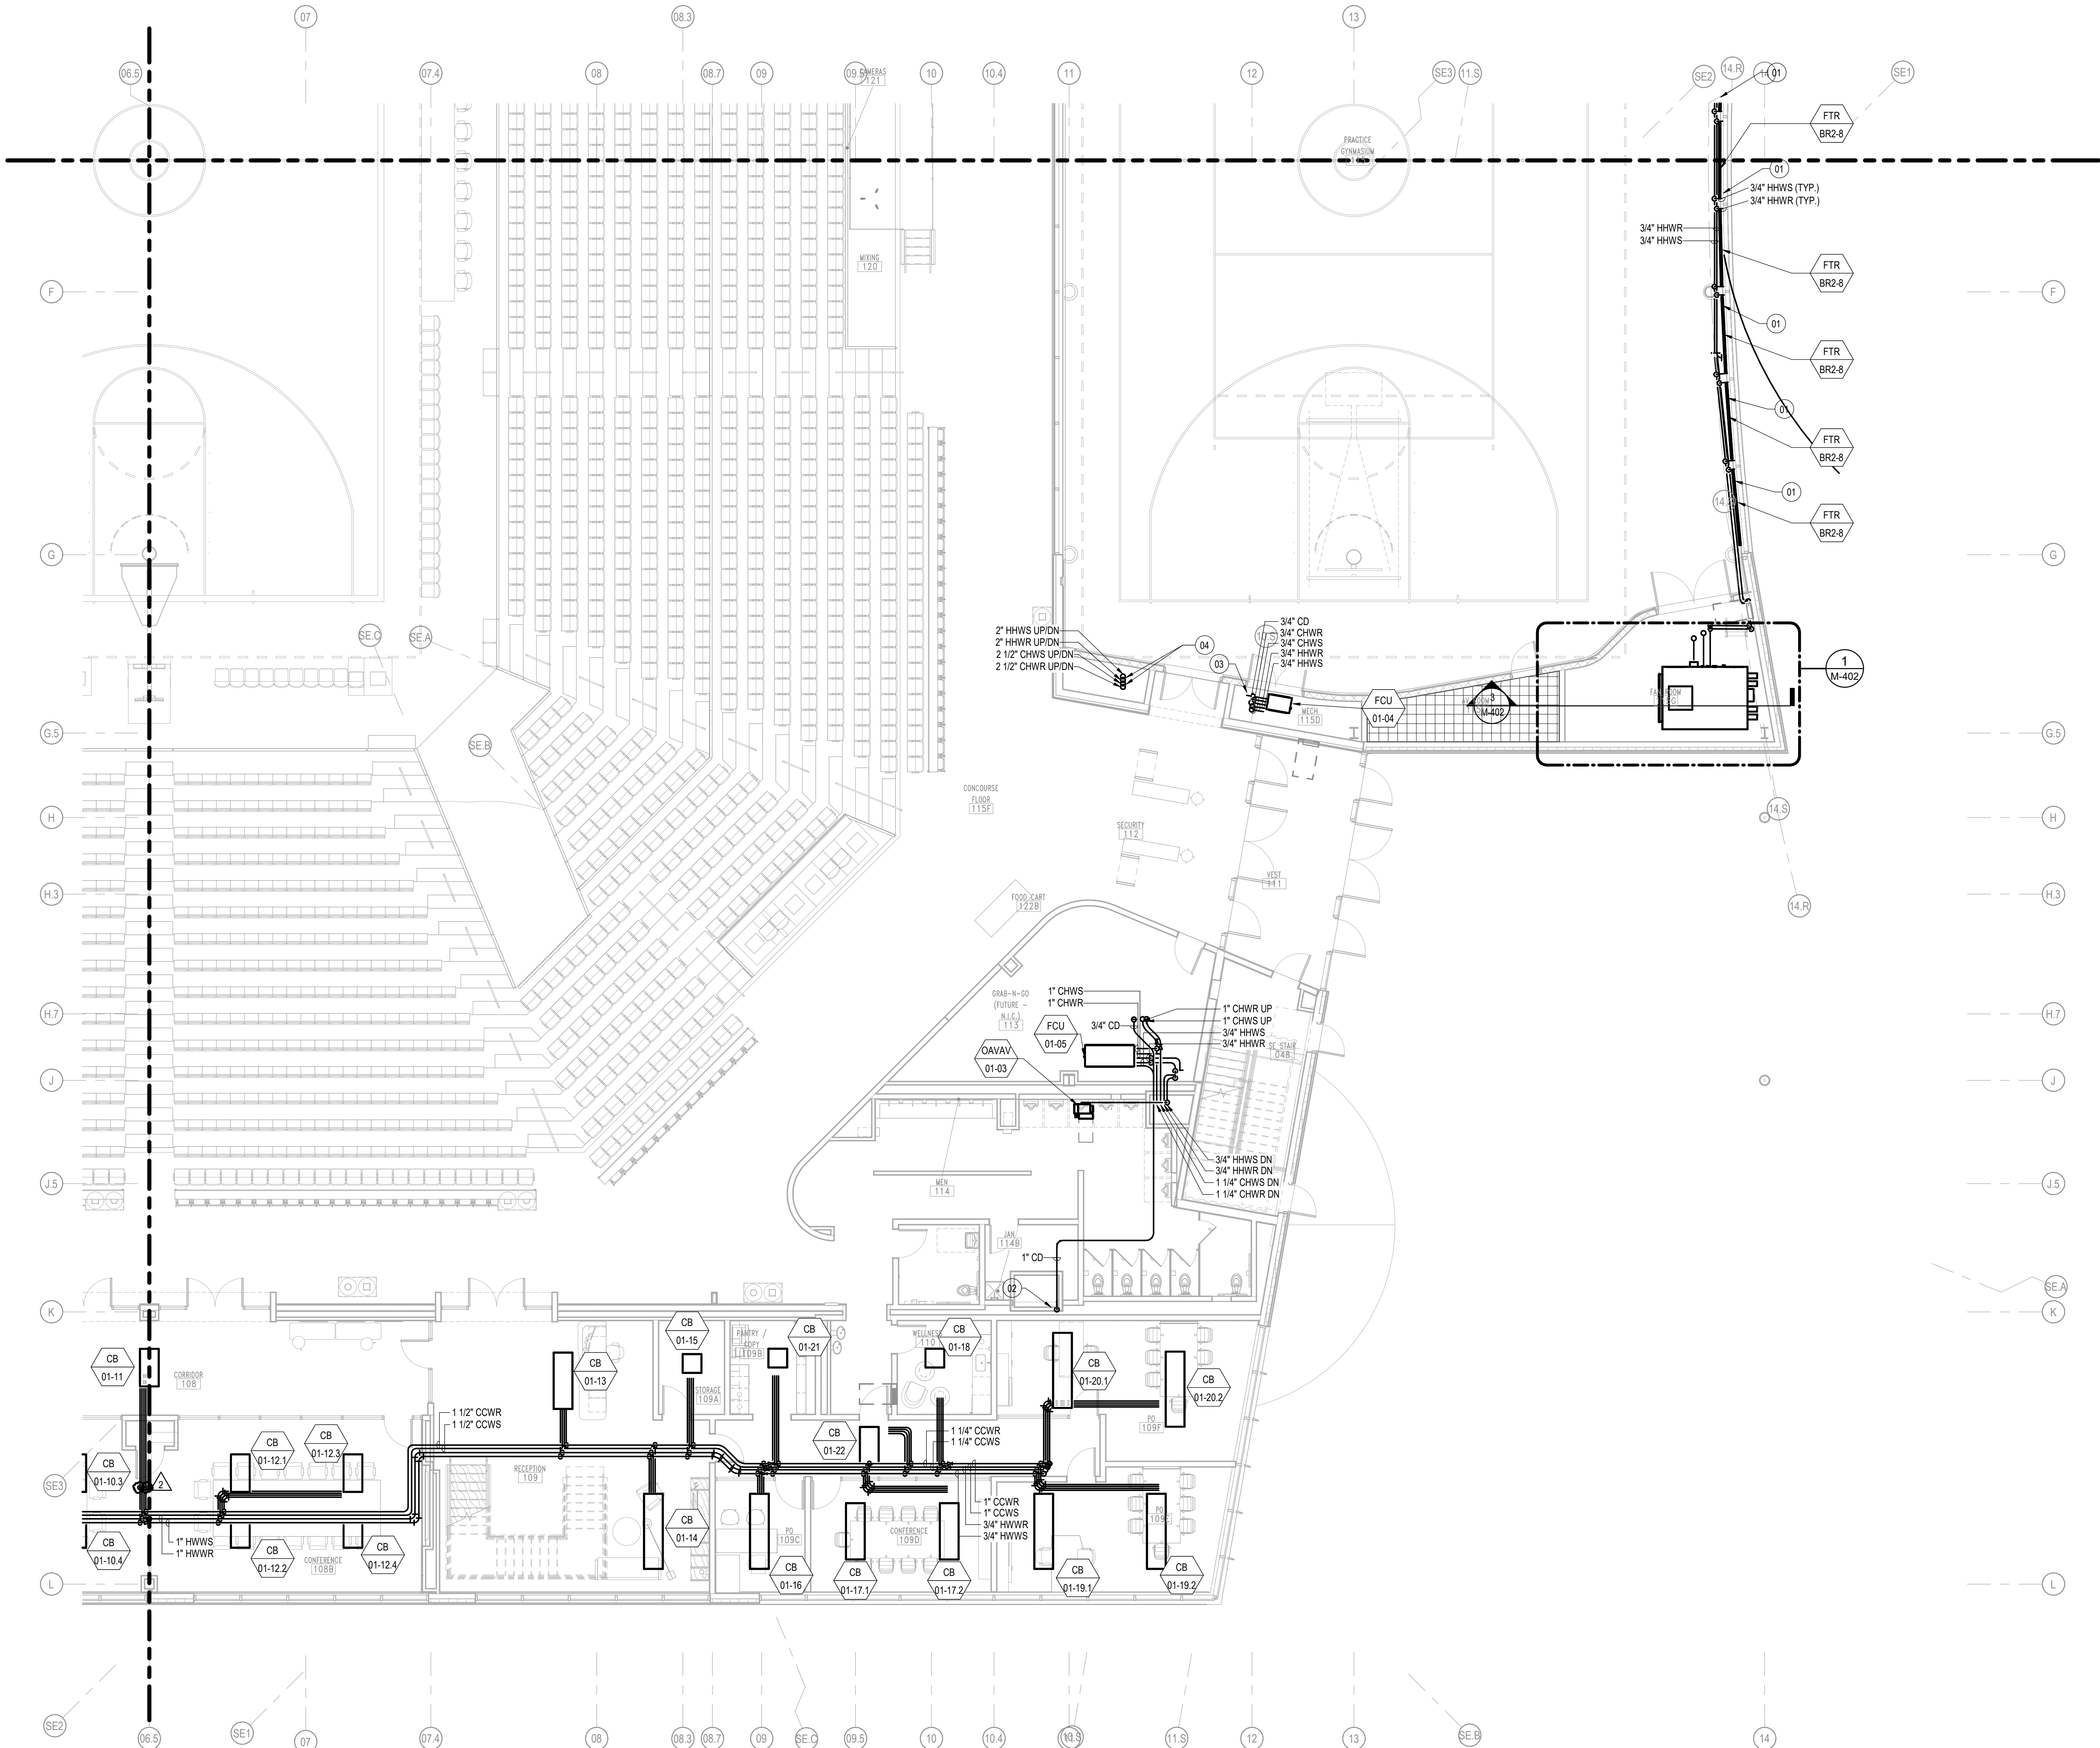 07
08.3
13
06.5
07.4
08
08.7
09
09.5
CAMERAS
121
10
10.4
11
12
SE3
11.S
SE2
14.R
01
SE1
FTR
BR2-8
PRACTICE
GYNMASIUM
01
3/4" HHWS (TYP.)
3/4" HHWR (TYP.)
3/4" HHWR
3/4" HHWS
MIXING
120
FTR
BR2-8
F
F
01
FTR
BR2-8
01
FTR
BR2-8
01
FTR
BR2-8
G
G
SE.C
SE.A
2" HHWS UP/DN
2" HHWR UP/DN
2 1/2" CHWS UP/DN
2 1/2" CHWR UP/DN
04
03
10.S
3/4" CD
3/4" CHWR
3/4" CHWS
3/4" HHWR
3/4" HHWS
MECH
115D
FCU
01-04
3
M-402
FAN ROOM
1
M-402
G.5
SE.B
G.5
CONCOURSE
FLOOR
115F
14.S
H
H
SECURITY
112
VEST
111
H.3
FOOD CART
122B
14.R
H.3
GRAB-N-GO
(FUTURE -
N.I.C.)
113
1" CHWS
1" CHWR
3/4" CD
1" CHWR UP
1" CHWS UP
3/4" HHWS
3/4" HHWR
H.7
H.7
FCU
01-05
OAVAV
01-03
SE STAIR
04B
J
J
3/4" HHWS DN
3/4" HHWR DN
1 1/4" CHWS DN
1 1/4" CHWR DN
J.5
MEN
114
J.5
JAN
114B
1" CD
02
SE.A
K
K
CB
01-11
CORRIDOR
108
CB
01-13
CB
01-15
STORAGE
109A
PANTRY /
COPY
109B
CB
01-21
WELLNESS
110
CB
01-18
CB
01-20.1
CB
01-20.2
PO
109F
1 1/2" CCWR
1 1/2" CCWS
CB
01-22
1 1/4" CCWR
1 1/4" CCWS
CB
01-10.3
2
CB
01-12.1
CB
01-12.3
RECEPTION
109
SE3
1" HWWS
1" HWWR
CB
01-10.4
CB
01-12.2
CONFERENCE
108B
CB
01-12.4
CB
01-14
PO
109C
CB
01-16
CONFERENCE
109D
CB
01-17.1
CB
01-17.2
1" CCWR
1" CCWS
3/4" HWWR
3/4" HWWS
CB
01-19.1
PO
CB
01-19.2
L
L
SE2
06.5
SE1
07
07.4
08
08.3
08.7
09
SE.C
09.5
10
10.4
10.S
11.S
12
13
SE.B
14